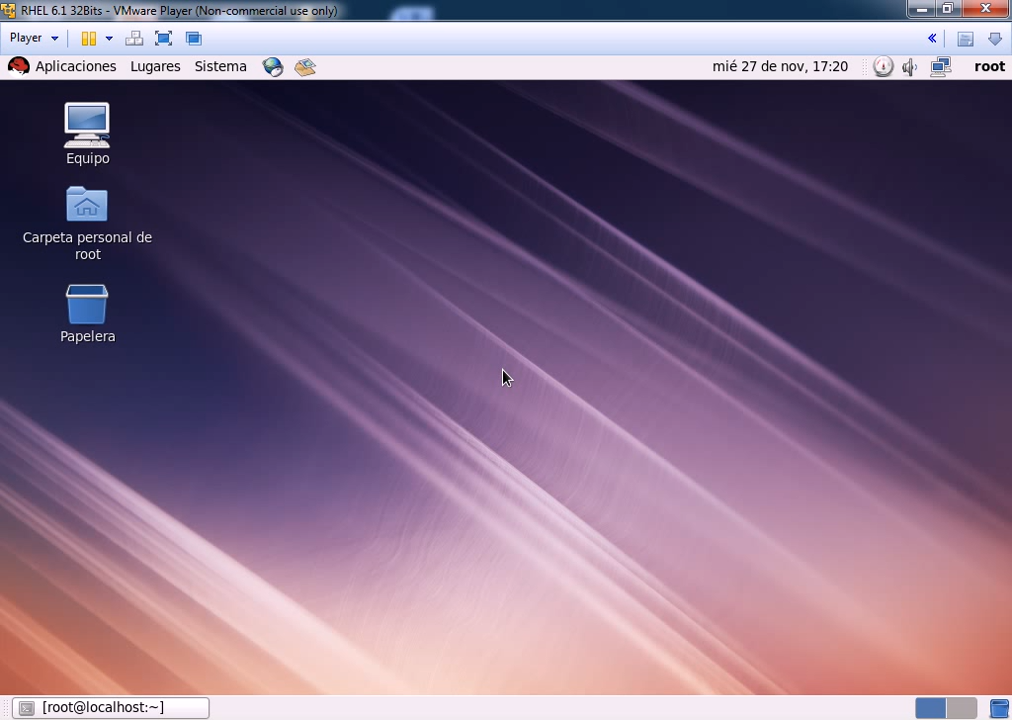 RHEL 6.1 32Bits - VMware Player (Non-commercial use only)
Player
Aplicaciones Lugares Sistema mié 27 de nov, 17:20 root
Equipo
Carpeta personal de
root
Papelera
[root@localhost:~]